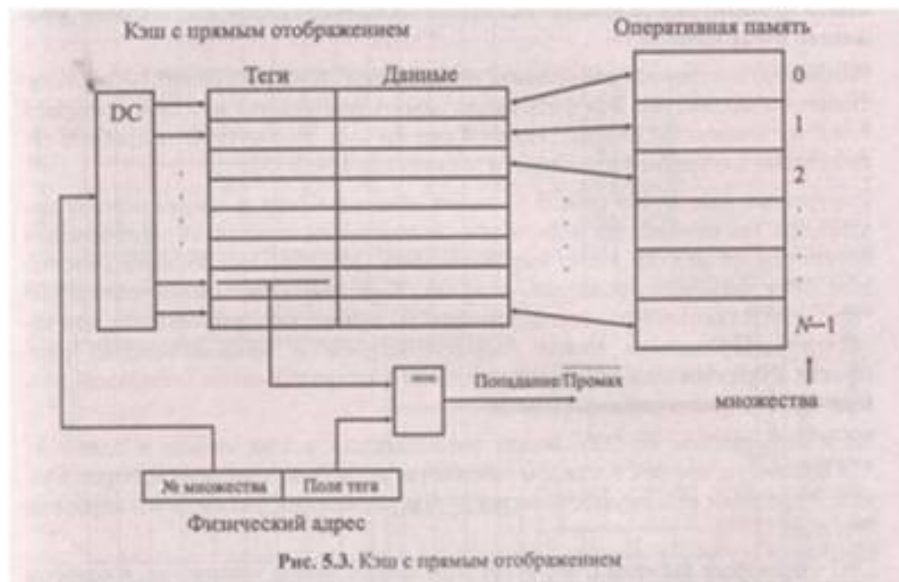 Кэш с прямым отображением
Оперативная память
Теги
Данные
DC
0
1
2
N–1
Попадание/Промах
множества
№ множества
Поле тега
Физический адрес
Рис. 5.3. Кэш с прямым отображением